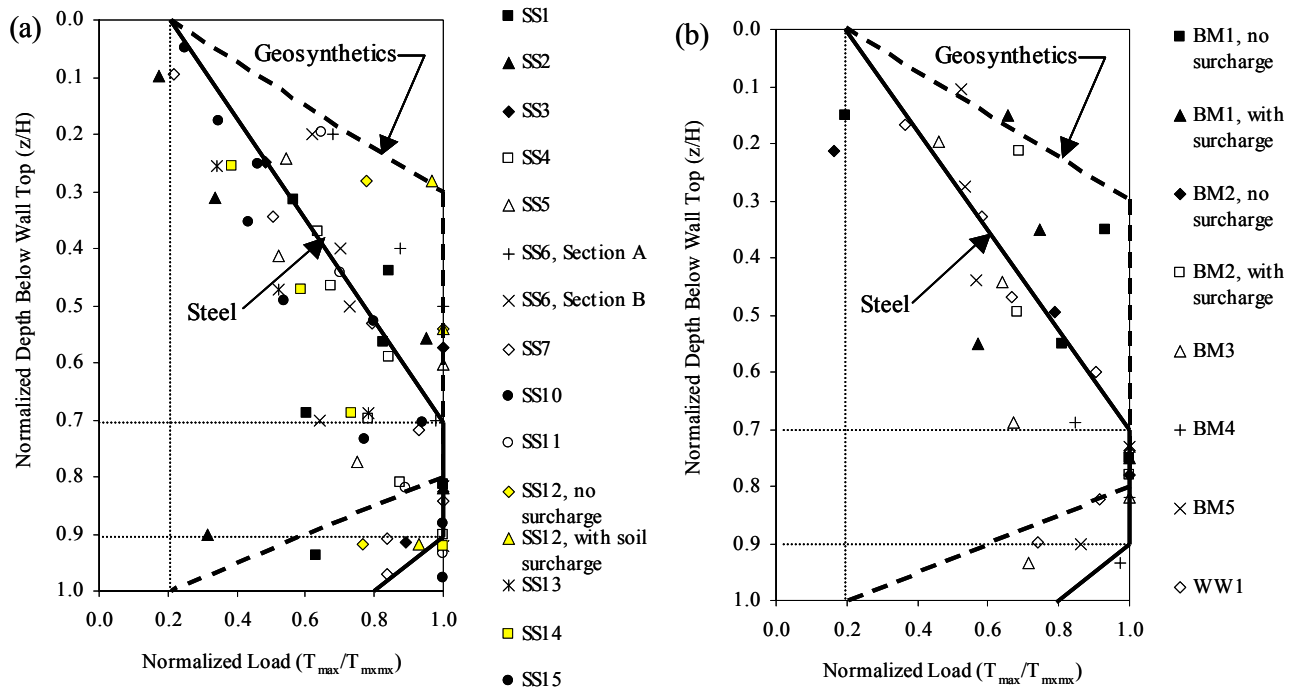 (a)
Normalized Depth Below Wall Top (z/H)
0.0
0.1
0.2
0.3
0.4
0.5
0.6
0.7
0.8
0.9
1.0
Geosynthetics
Steel
0.0 0.2 0.4 0.6 0.8 1.0
Normalized Load (Tmax/Tmxmx)
SS1
SS2
SS3
SS4
SS5
SS6, Section A
SS6, Section B
SS7
SS10
SS11
SS12, no
surcharge
SS12, with soil
surcharge
SS13
SS14
SS15
(b)
Normalized Depth Below Wall Top (z/H)
0.0
0.1
0.2
0.3
0.4
0.5
0.6
0.7
0.8
0.9
1.0
Geosynthetics
Steel
0.0 0.2 0.4 0.6 0.8 1.0
Normalized Load (Tmax/Tmxmx)
BM1, no
surcharge
BM1, with
surcharge
BM2, no
surcharge
BM2, with
surcharge
BM3
BM4
BM5
WW1